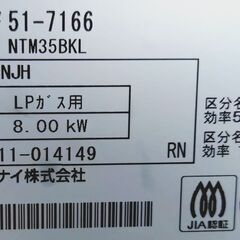 51-7166
NTM35BKL
NJH
LPガス用
8.00 kW
区分名
効率5
11-014149
RN
区分名
効率
ナイ株式会社
JIA認証